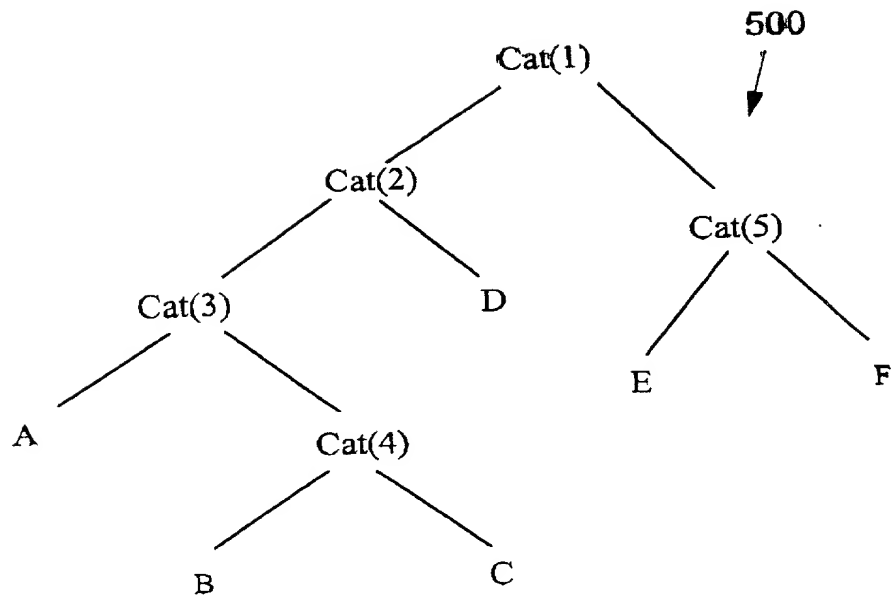 500
Cat(1)
Cat(2)
Cat(5)
Cat(3)
D
E
F
A
Cat(4)
B
C